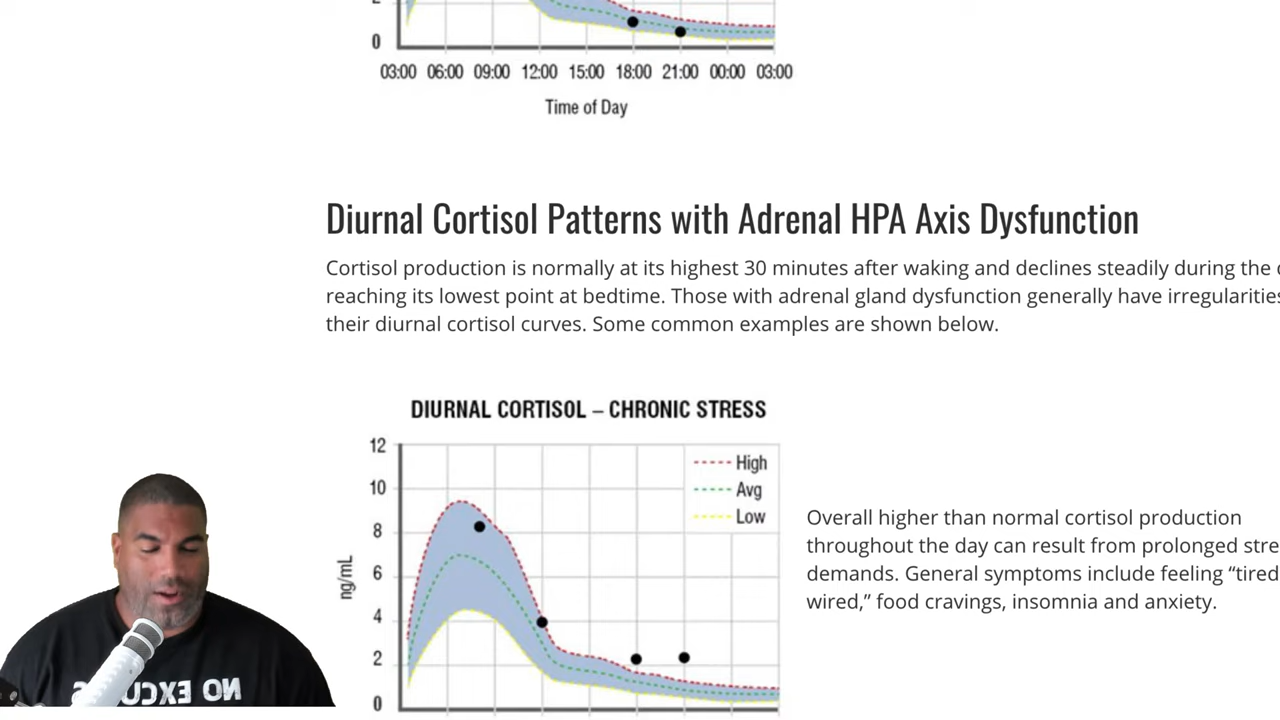 2
0
03:00 06:00 09:00 12:00 15:00 18:00 21:00 00:00 03:00
Time of Day
Diurnal Cortisol Patterns with Adrenal HPA Axis Dysfunction
Cortisol production is normally at its highest 30 minutes after waking and declines steadily during the
reaching its lowest point at bedtime. Those with adrenal gland dysfunction generally have irregularities
their diurnal cortisol curves. Some common examples are shown below.
DIURNAL CORTISOL – CHRONIC STRESS
12
10
8
6
4
2
0
ng/mL
High
Avg
Low
Overall higher than normal cortisol production
throughout the day can result from prolonged stre
demands. General symptoms include feeling “tired
wired,” food cravings, insomnia and anxiety.
NO EXCU